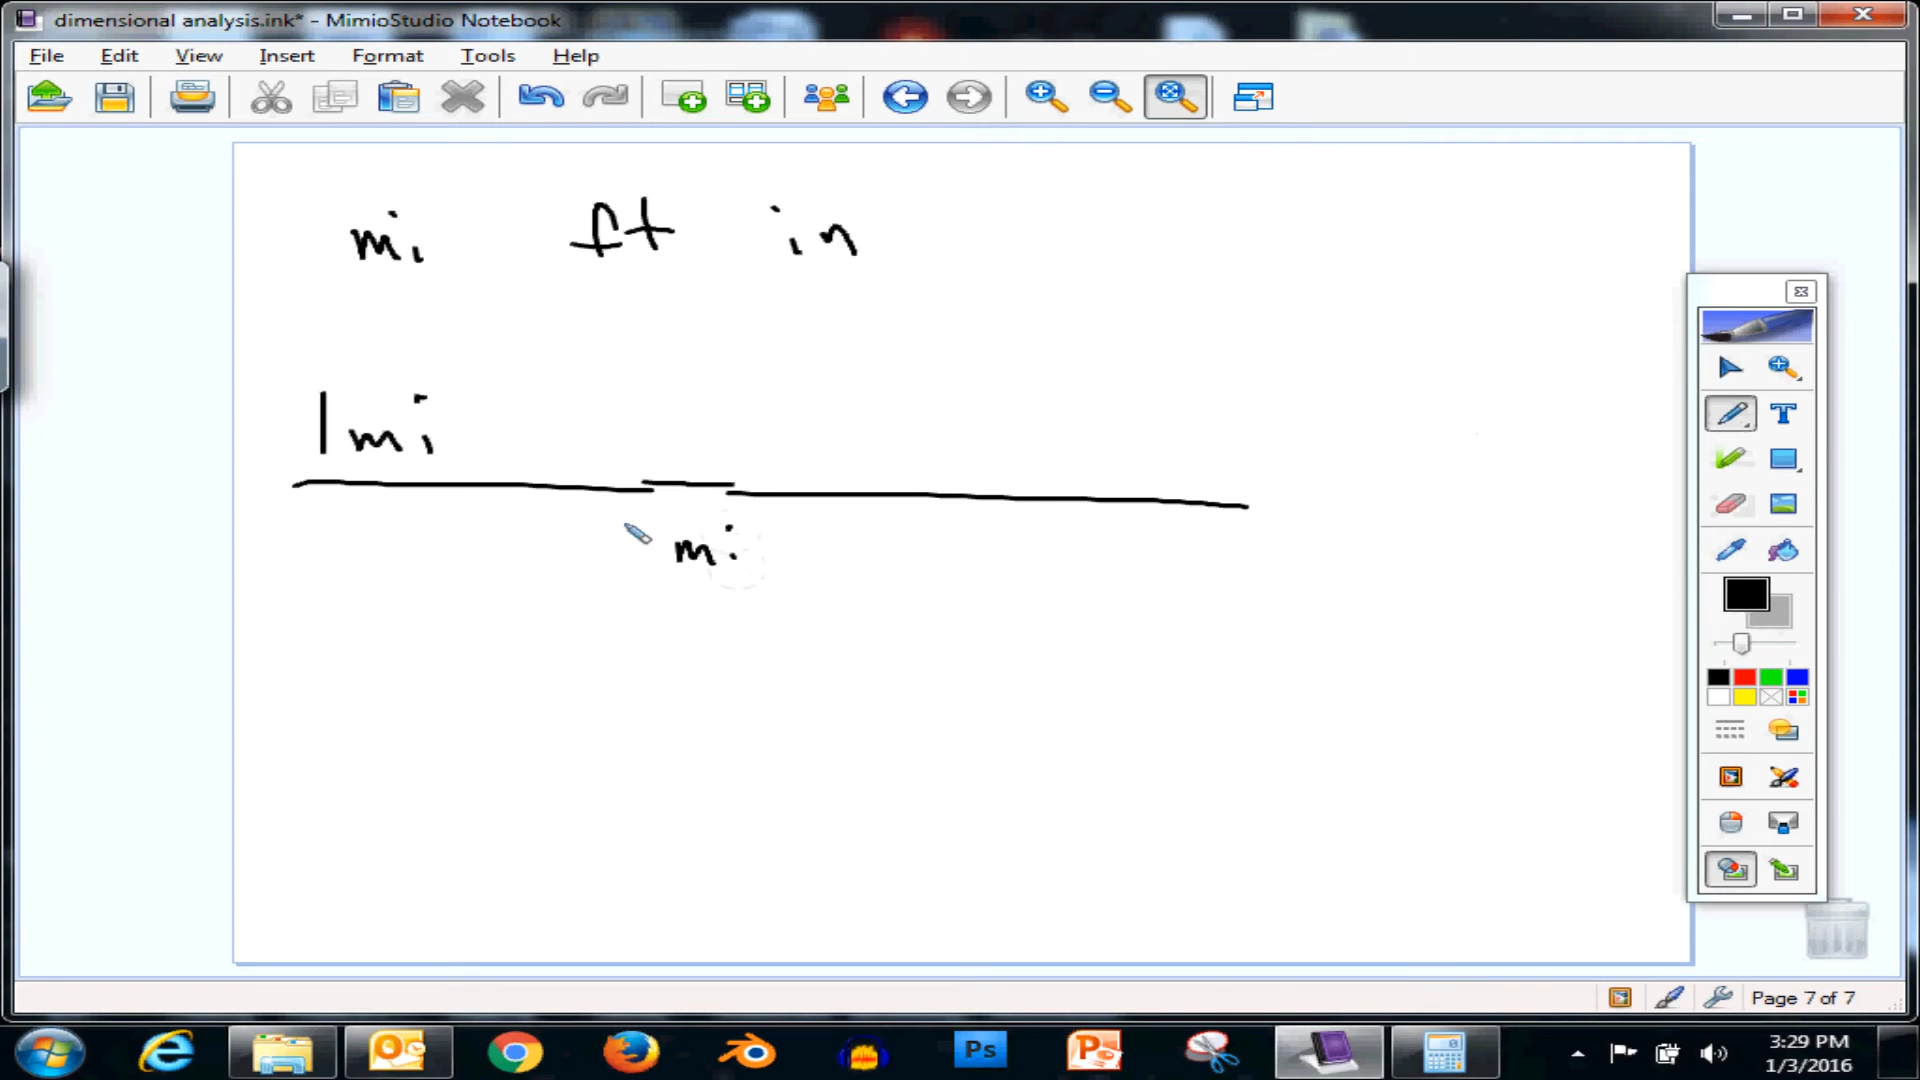 dimensional analysis.ink* - MimioStudio Notebook
File Edit View Insert Format Tools Help
mi ft in
1mi
mi
T
Page 7 of 7
Ps
3:29 PM
1/3/2016